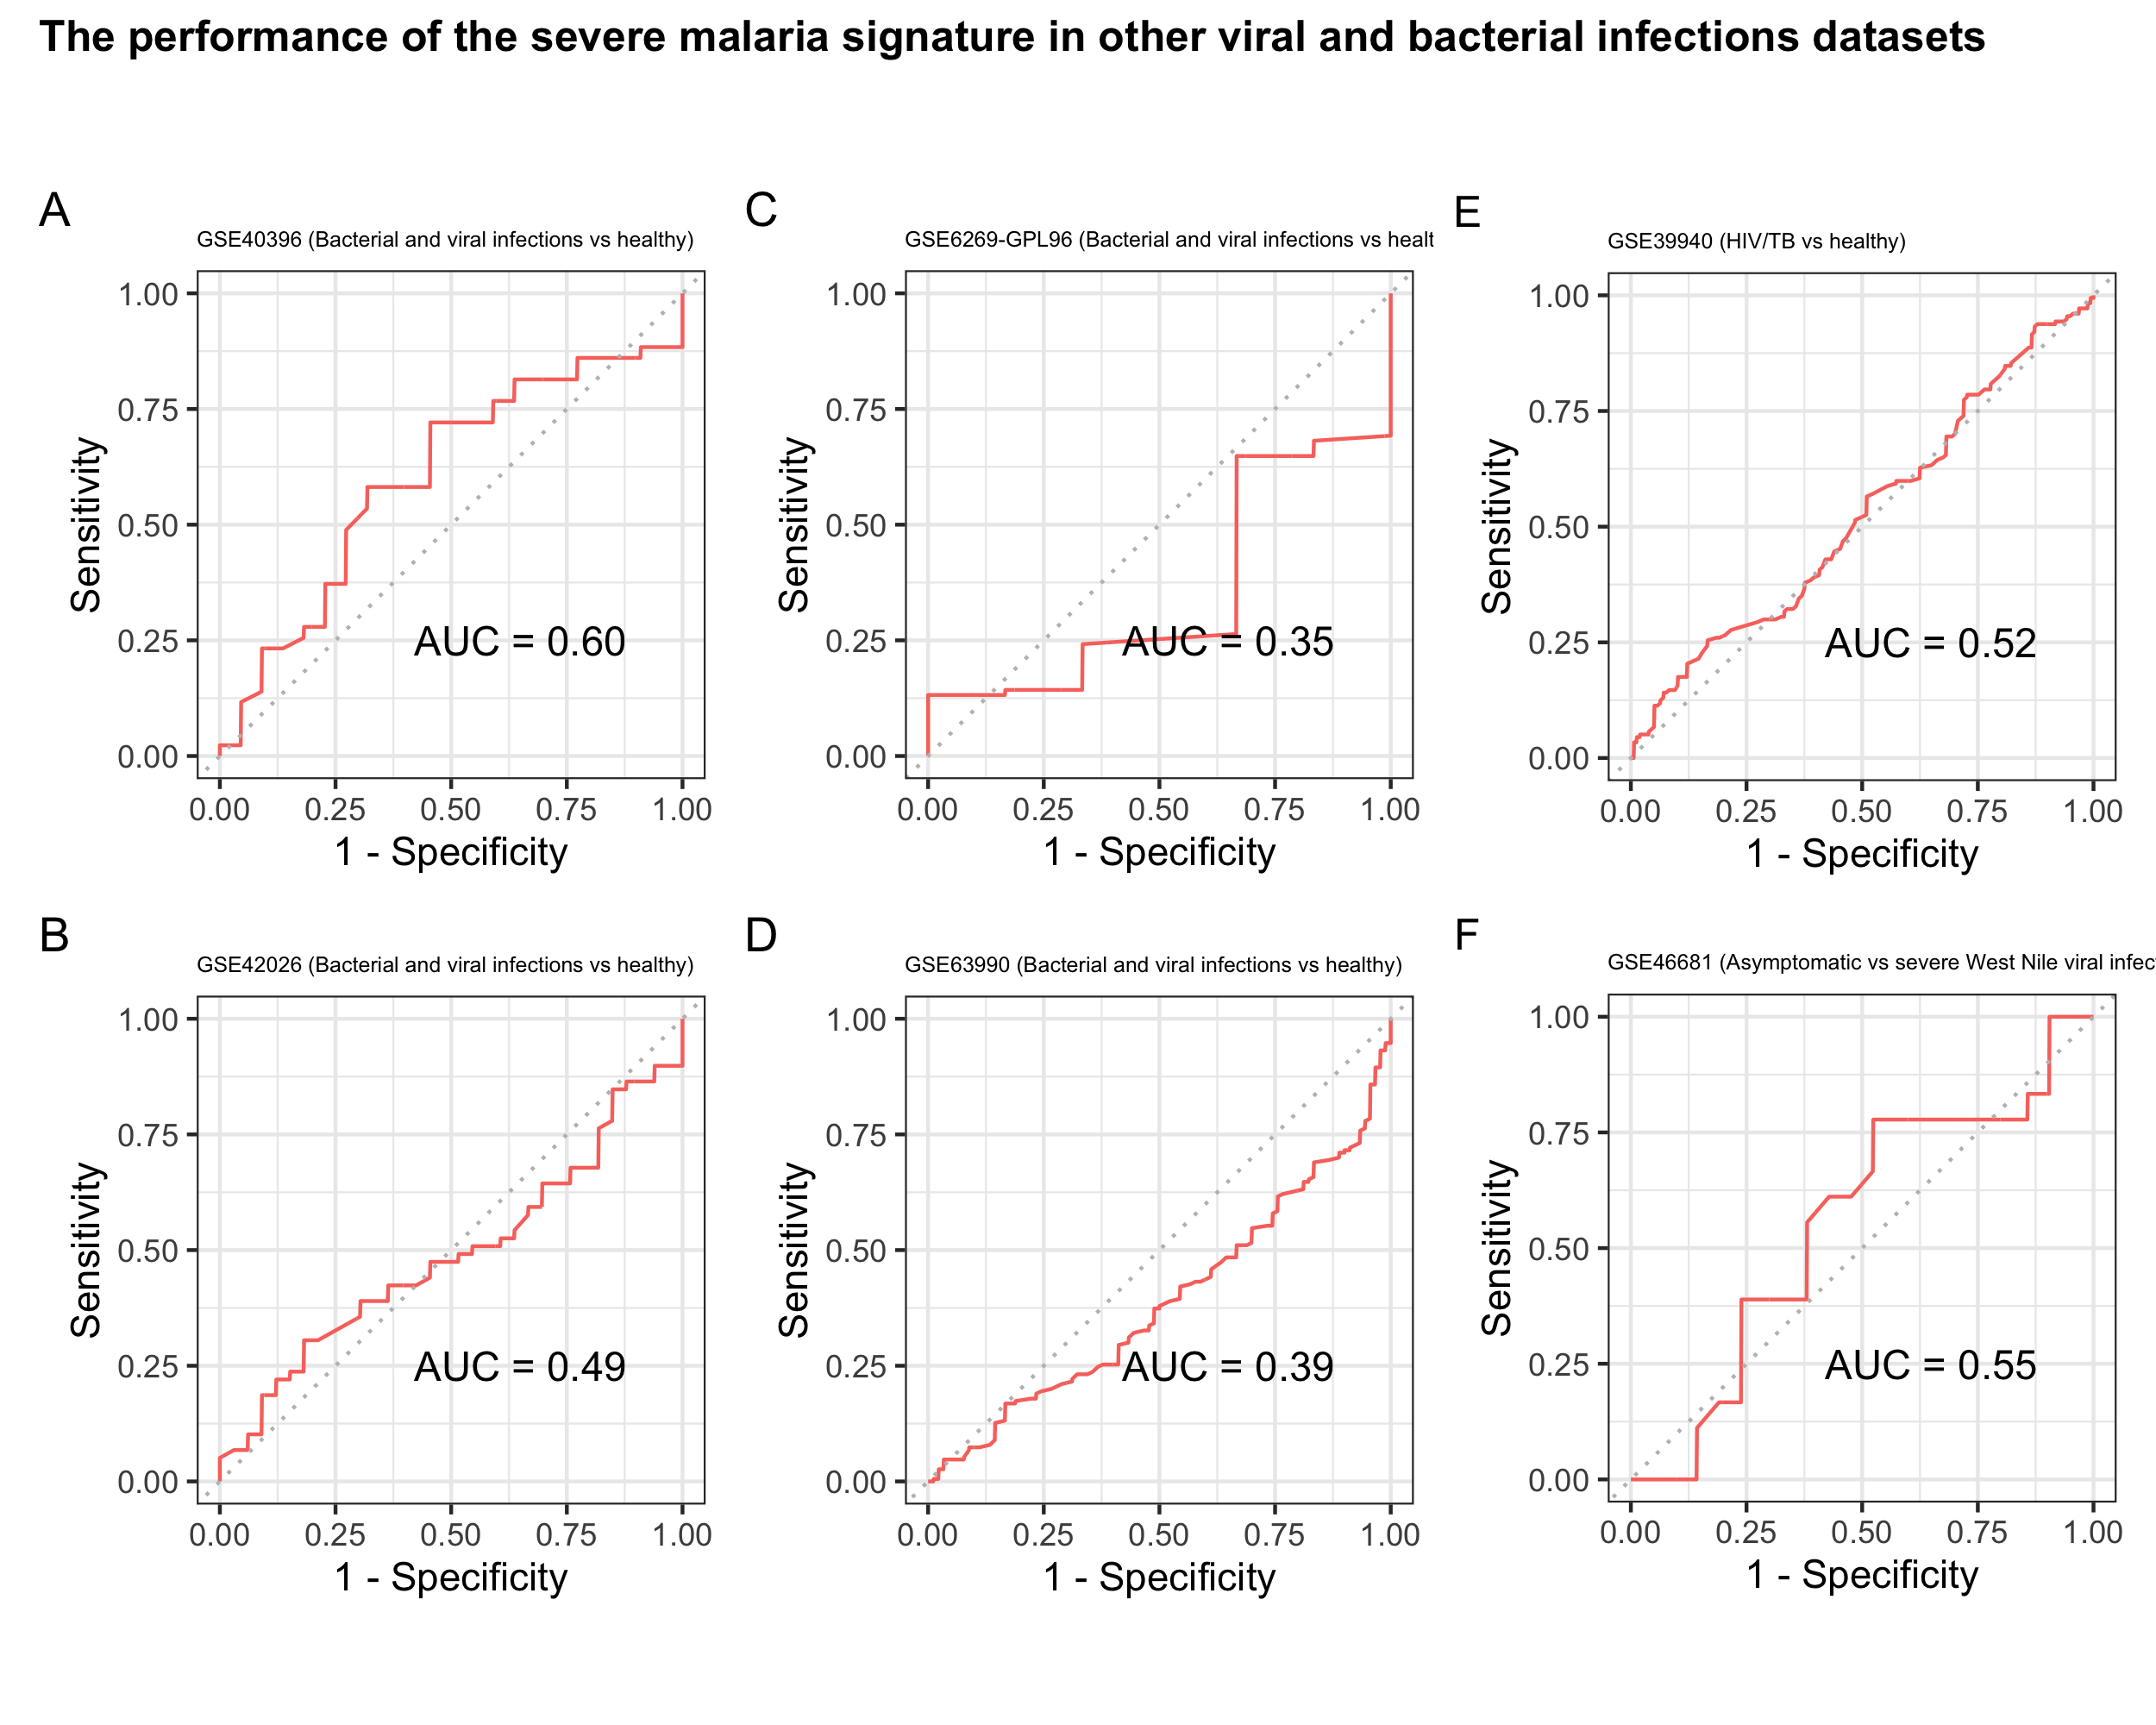 The performance of the severe malaria signature in other viral and bacterial infections datasets
A
GSE40396 (Bacterial and viral infections vs healthy)
1.00
0.75
0.50
0.25
0.00
Sensitivity
AUC = 0.60
0.00 0.25 0.50 0.75 1.00
1 - Specificity
C
GSE6269-GPL96 (Bacterial and viral infections vs healt
1.00
0.75
0.50
0.25
0.00
Sensitivity
AUC = 0.35
0.00 0.25 0.50 0.75 1.00
1 - Specificity
E
GSE39940 (HIV/TB vs healthy)
1.00
0.75
0.50
0.25
0.00
Sensitivity
AUC = 0.52
0.00 0.25 0.50 0.75 1.00
1 - Specificity
B
GSE42026 (Bacterial and viral infections vs healthy)
1.00
0.75
0.50
0.25
0.00
Sensitivity
AUC = 0.49
0.00 0.25 0.50 0.75 1.00
1 - Specificity
D
GSE63990 (Bacterial and viral infections vs healthy)
1.00
0.75
0.50
0.25
0.00
Sensitivity
AUC = 0.39
0.00 0.25 0.50 0.75 1.00
1 - Specificity
F
GSE46681 (Asymptomatic vs severe West Nile viral infec
1.00
0.75
0.50
0.25
0.00
Sensitivity
AUC = 0.55
0.00 0.25 0.50 0.75 1.00
1 - Specificity